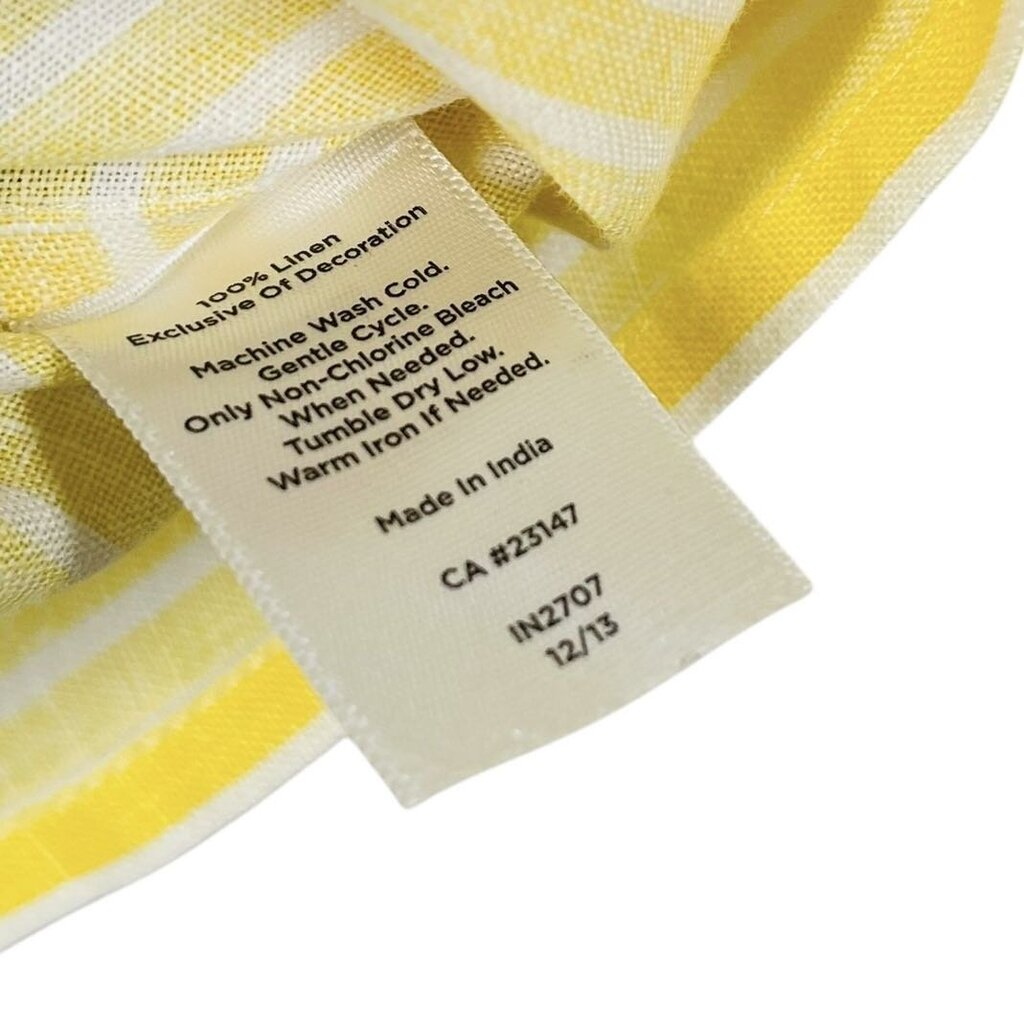 100% Linen
Exclusive Of Decoration
Machine Wash Cold.
Gentle Cycle.
Only Non-Chlorine Bleach
When Needed.
Tumble Dry Low.
Warm Iron If Needed.
Made In India
CA #23147
IN2707
12/13